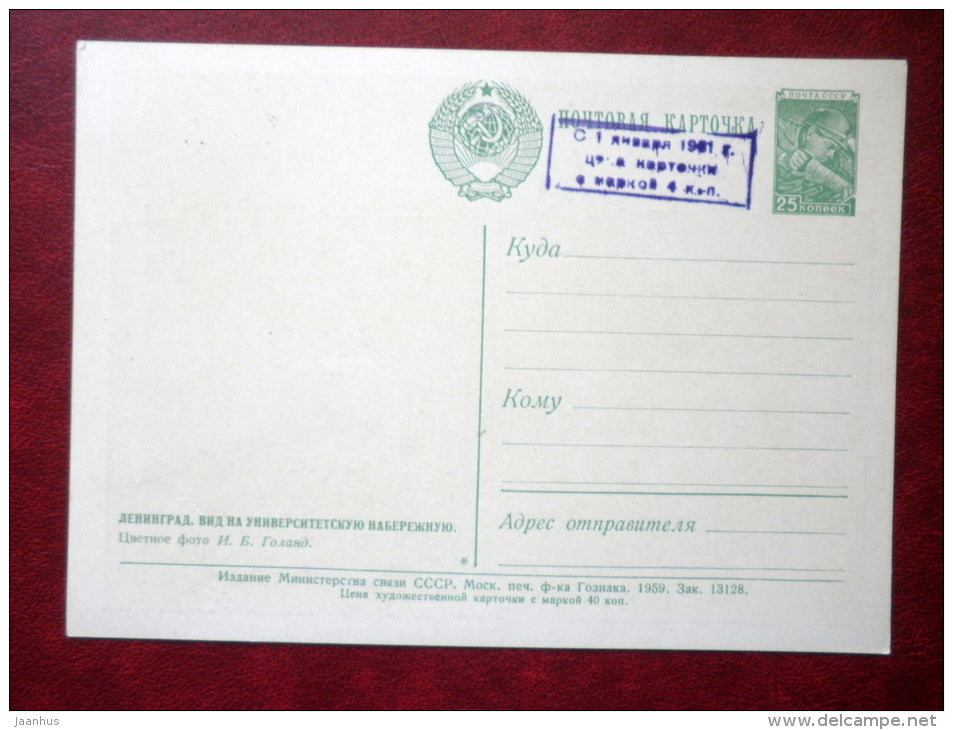 ПОЧТОВАЯ КАРТОЧКА
С 1 января 1961 г.
цена карточки
с маркой 4 коп.
ПОЧТА СССР
25 копеек
Куда
Кому
Адрес отправителя
ЛЕНИНГРАД. ВИД НА УНИВЕРСИТЕТСКУЮ НАБЕРЕЖНУЮ.
Цветное фото И. Б. Голанд.
*
Издание Министерства связи СССР. Моск. печ. ф-ка Гознака. 1959. Зак. 13128.
Цена художественной карточки с маркой 40 коп.
jaanhus
www.delcampe.net